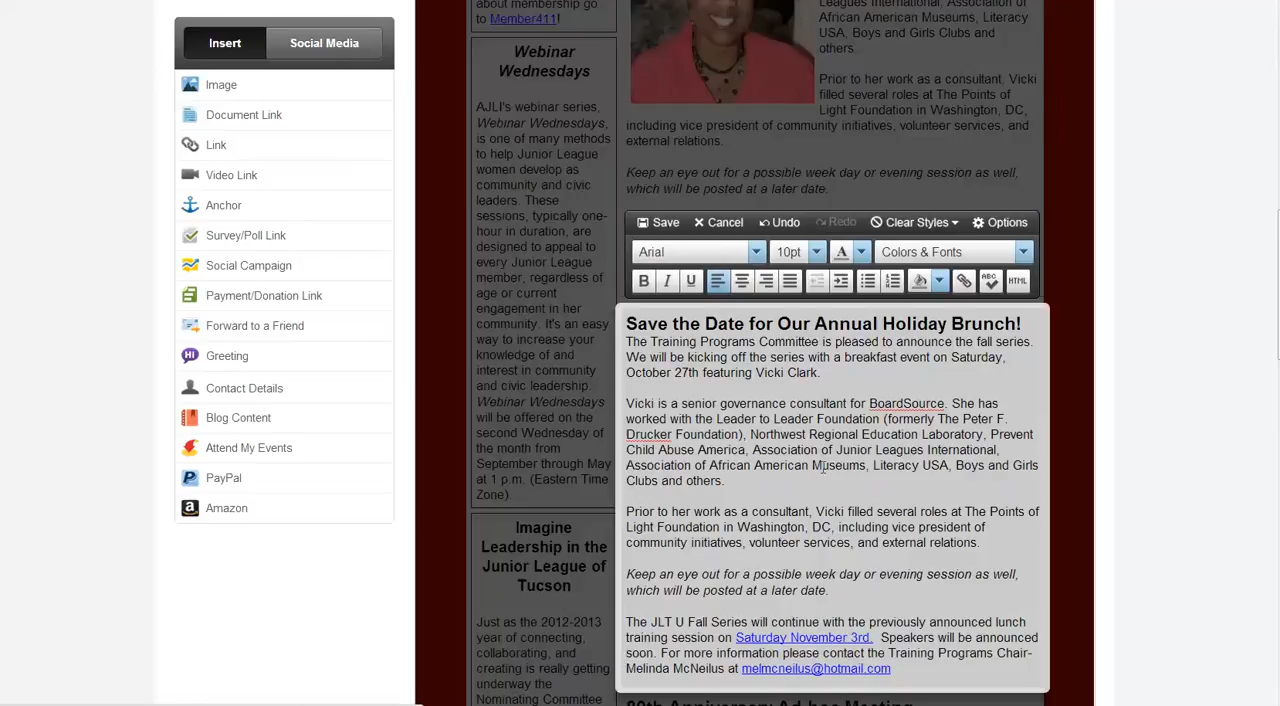 Insert
Social Media
Image
Document Link
Link
Video Link
Anchor
Survey/Poll Link
Social Campaign
Payment/Donation Link
Forward to a Friend
Hi Greeting
Contact Details
Blog Content
Attend My Events
PayPal
Amazon
about membership go
to Member411!
Webinar
Wednesdays
AJLI's webinar series,
Webinar Wednesdays,
is one of many methods
to help Junior League
women develop as
community and civic
leaders. These
sessions, typically one-
hour in duration, are
designed to appeal to
every Junior League
member, regardless of
age or current
engagement in her
community. It's an easy
way to increase your
knowledge of and
interest in community
and civic leadership.
Webinar Wednesdays
will be offered on the
second Wednesday of
the month from
September through May
at 1 p.m. (Eastern Time
Zone).
Imagine
Leadership in the
Junior League of
Tucson
Just as the 2012-2013
year of connecting,
collaborating, and
creating is really getting
underway the
Nominating Committee
Leagues International, Association of
African American Museums, Literacy
USA, Boys and Girls Clubs and
others.
Prior to her work as a consultant, Vicki
filled several roles at The Points of
Light Foundation in Washington, DC,
including vice president of community initiatives, volunteer services, and
external relations.
Keep an eye out for a possible week day or evening session as well,
which will be posted at a later date.
Save Cancel Undo Redo Clear Styles Options
Arial 10pt A Colors & Fonts
B I U ABC HTML
Save the Date for Our Annual Holiday Brunch!
The Training Programs Committee is pleased to announce the fall series.
We will be kicking off the series with a breakfast event on Saturday,
October 27th featuring Vicki Clark.
Vicki is a senior governance consultant for BoardSource. She has
worked with the Leader to Leader Foundation (formerly The Peter F.
Drucker Foundation), Northwest Regional Education Laboratory, Prevent
Child Abuse America, Association of Junior Leagues International,
Association of African American Museums, Literacy USA, Boys and Girls
Clubs and others.
Prior to her work as a consultant, Vicki filled several roles at The Points of
Light Foundation in Washington, DC, including vice president of
community initiatives, volunteer services, and external relations.
Keep an eye out for a possible week day or evening session as well,
which will be posted at a later date.
The JLT U Fall Series will continue with the previously announced lunch
training session on Saturday November 3rd. Speakers will be announced
soon. For more information please contact the Training Programs Chair-
Melinda McNeilus at melmcneilus@hotmail.com
80th Anniversary Ad-hoc Meeting